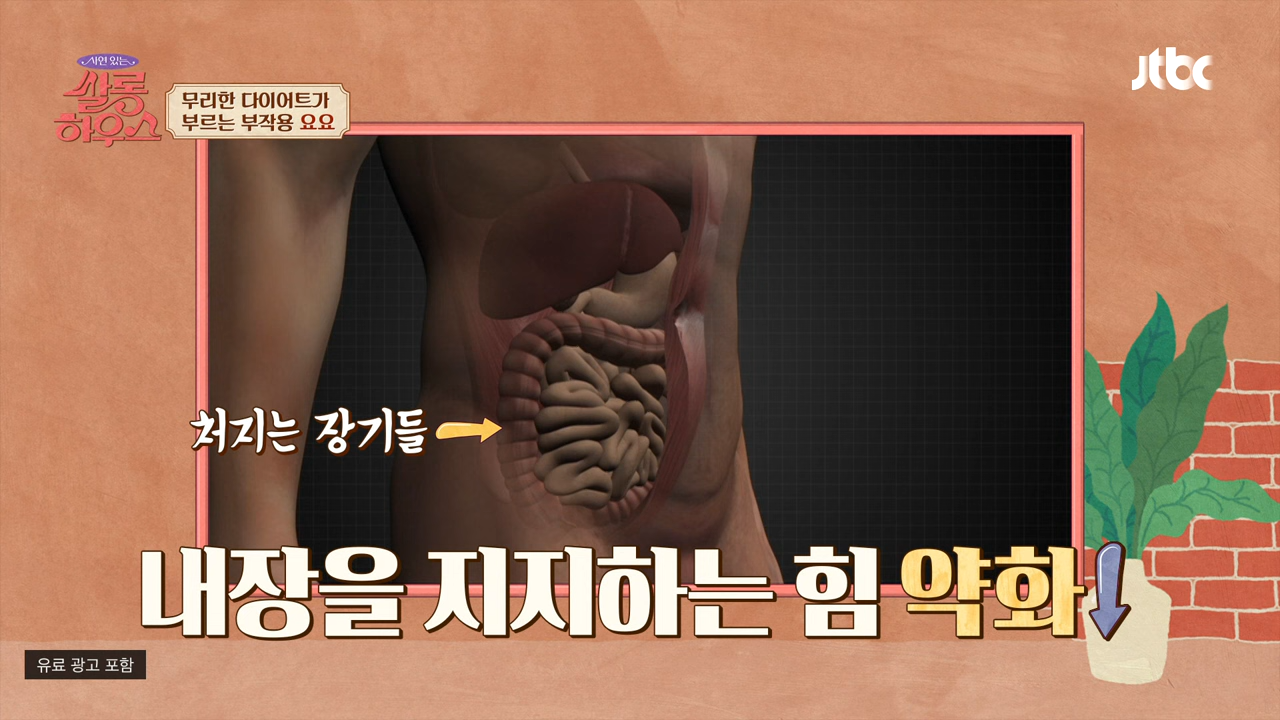 사연 있는
쌀롱
하우스
무리한 다이어트가
부르는 부작용 요요
jtbc
처지는 장기들
내장을 지지하는 힘 약화
유료 광고 포함